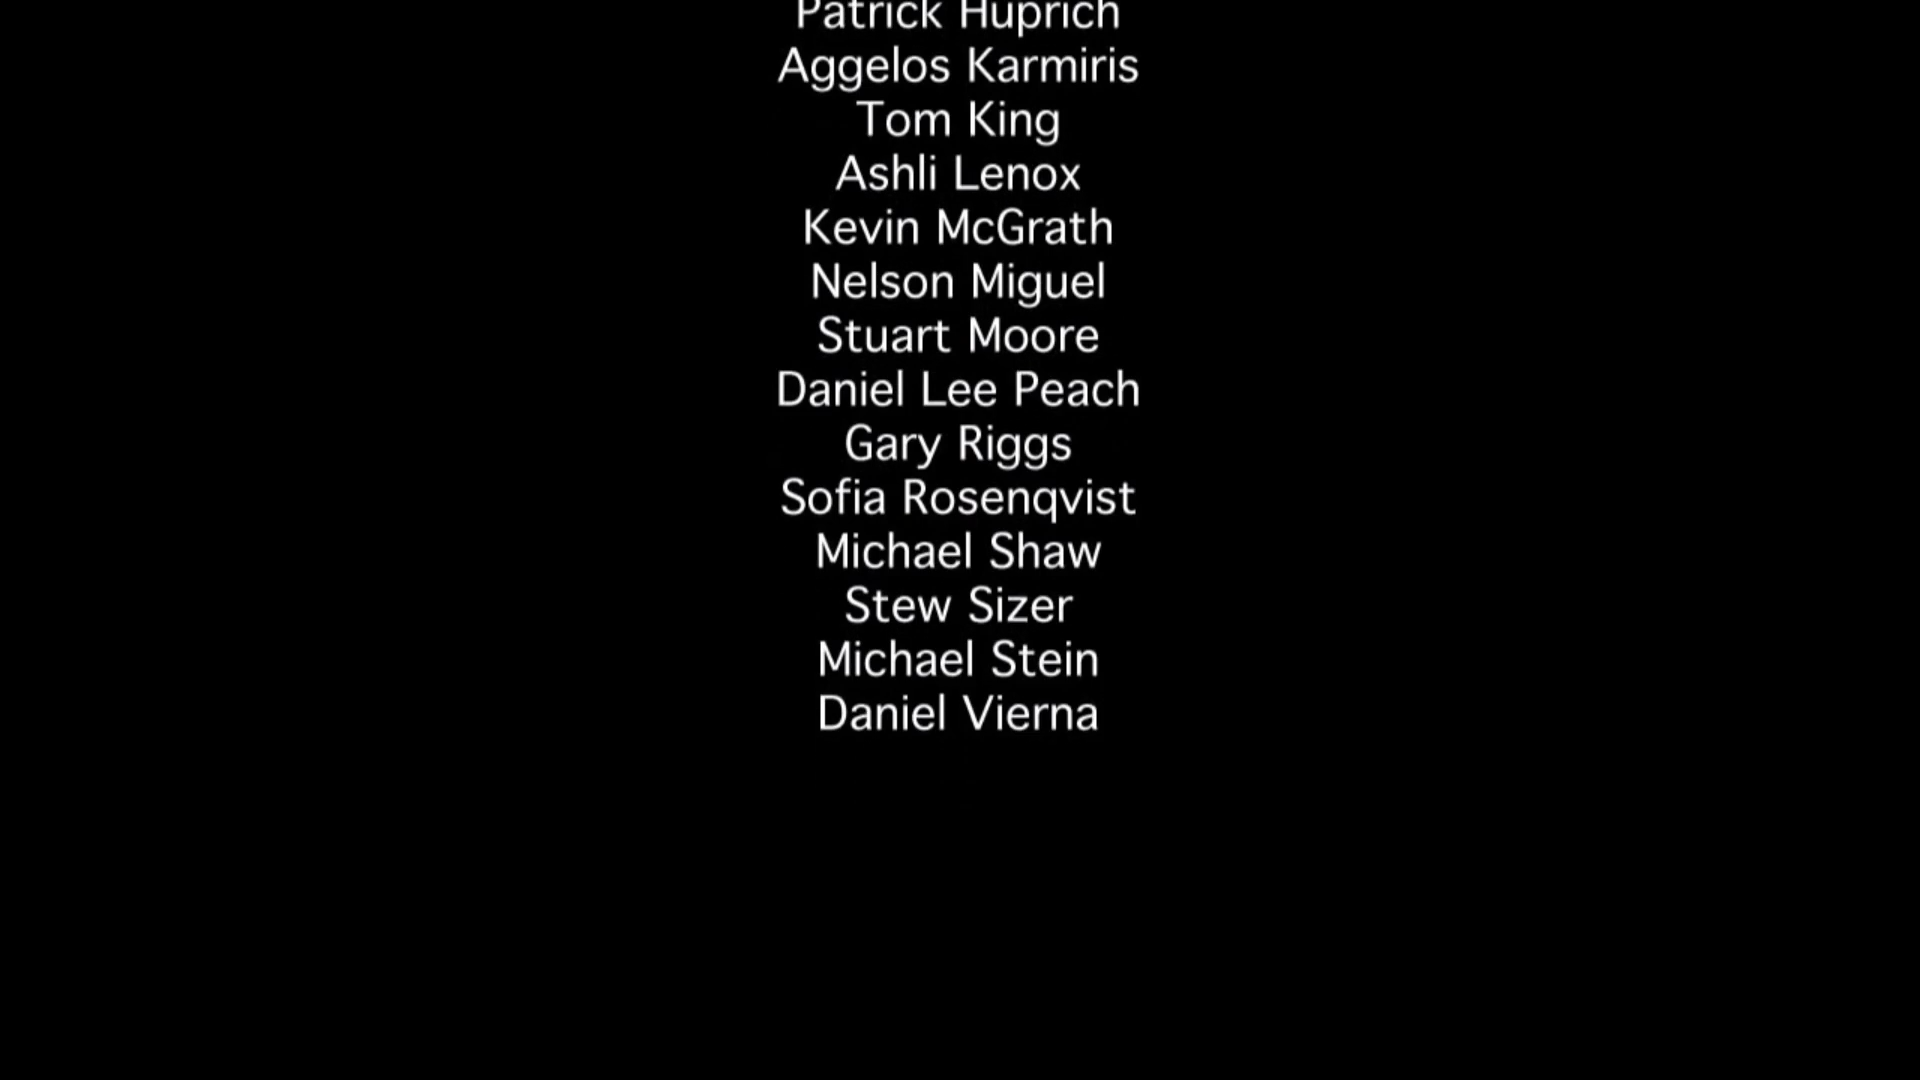 Patrick Huprich
Aggelos Karmiris
Tom King
Ashli Lenox
Kevin McGrath
Nelson Miguel
Stuart Moore
Daniel Lee Peach
Gary Riggs
Sofia Rosenqvist
Michael Shaw
Stew Sizer
Michael Stein
Daniel Vierna